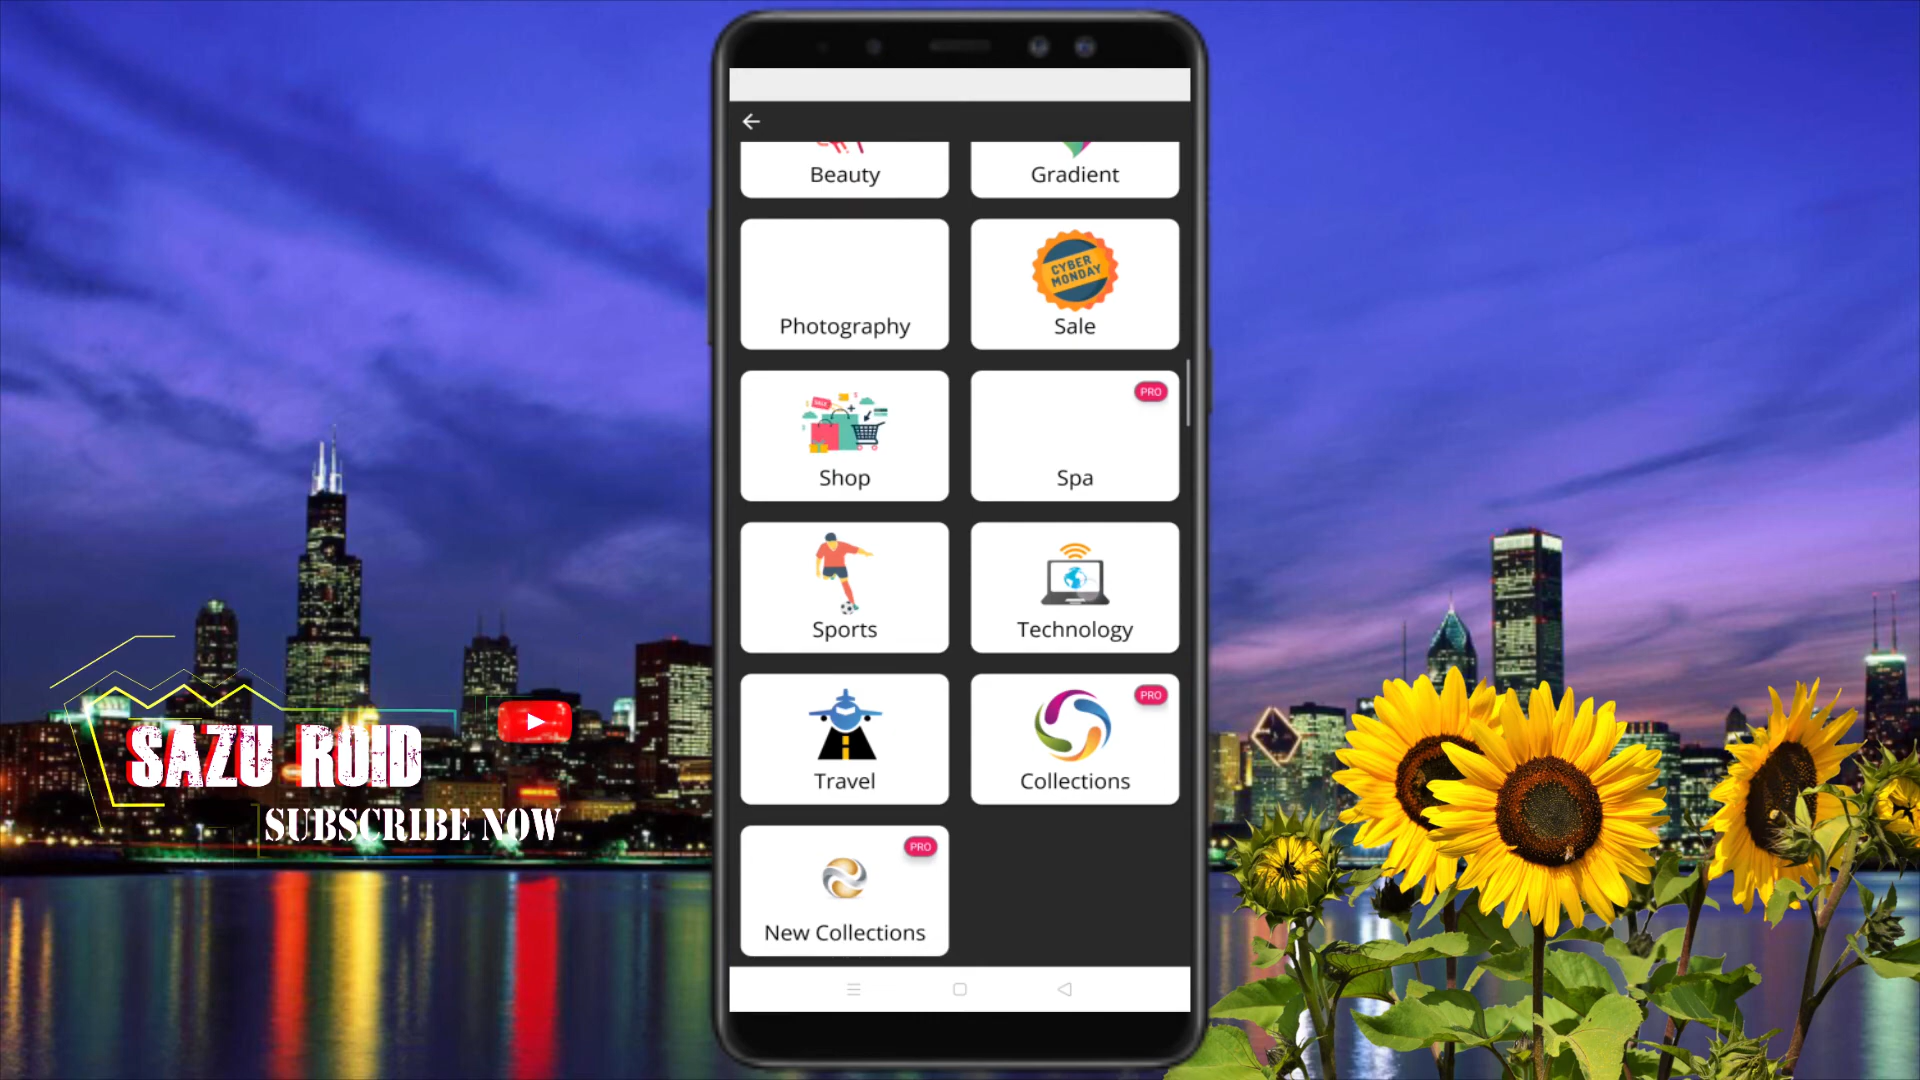 Beauty
Gradient
Photography
CYBER
MONDAY
Sale
SALE
Shop
PRO
Spa
Sports
Technology
Travel
PRO
Collections
PRO
New Collections
SAZU ROID
SUBSCRIBE NOW